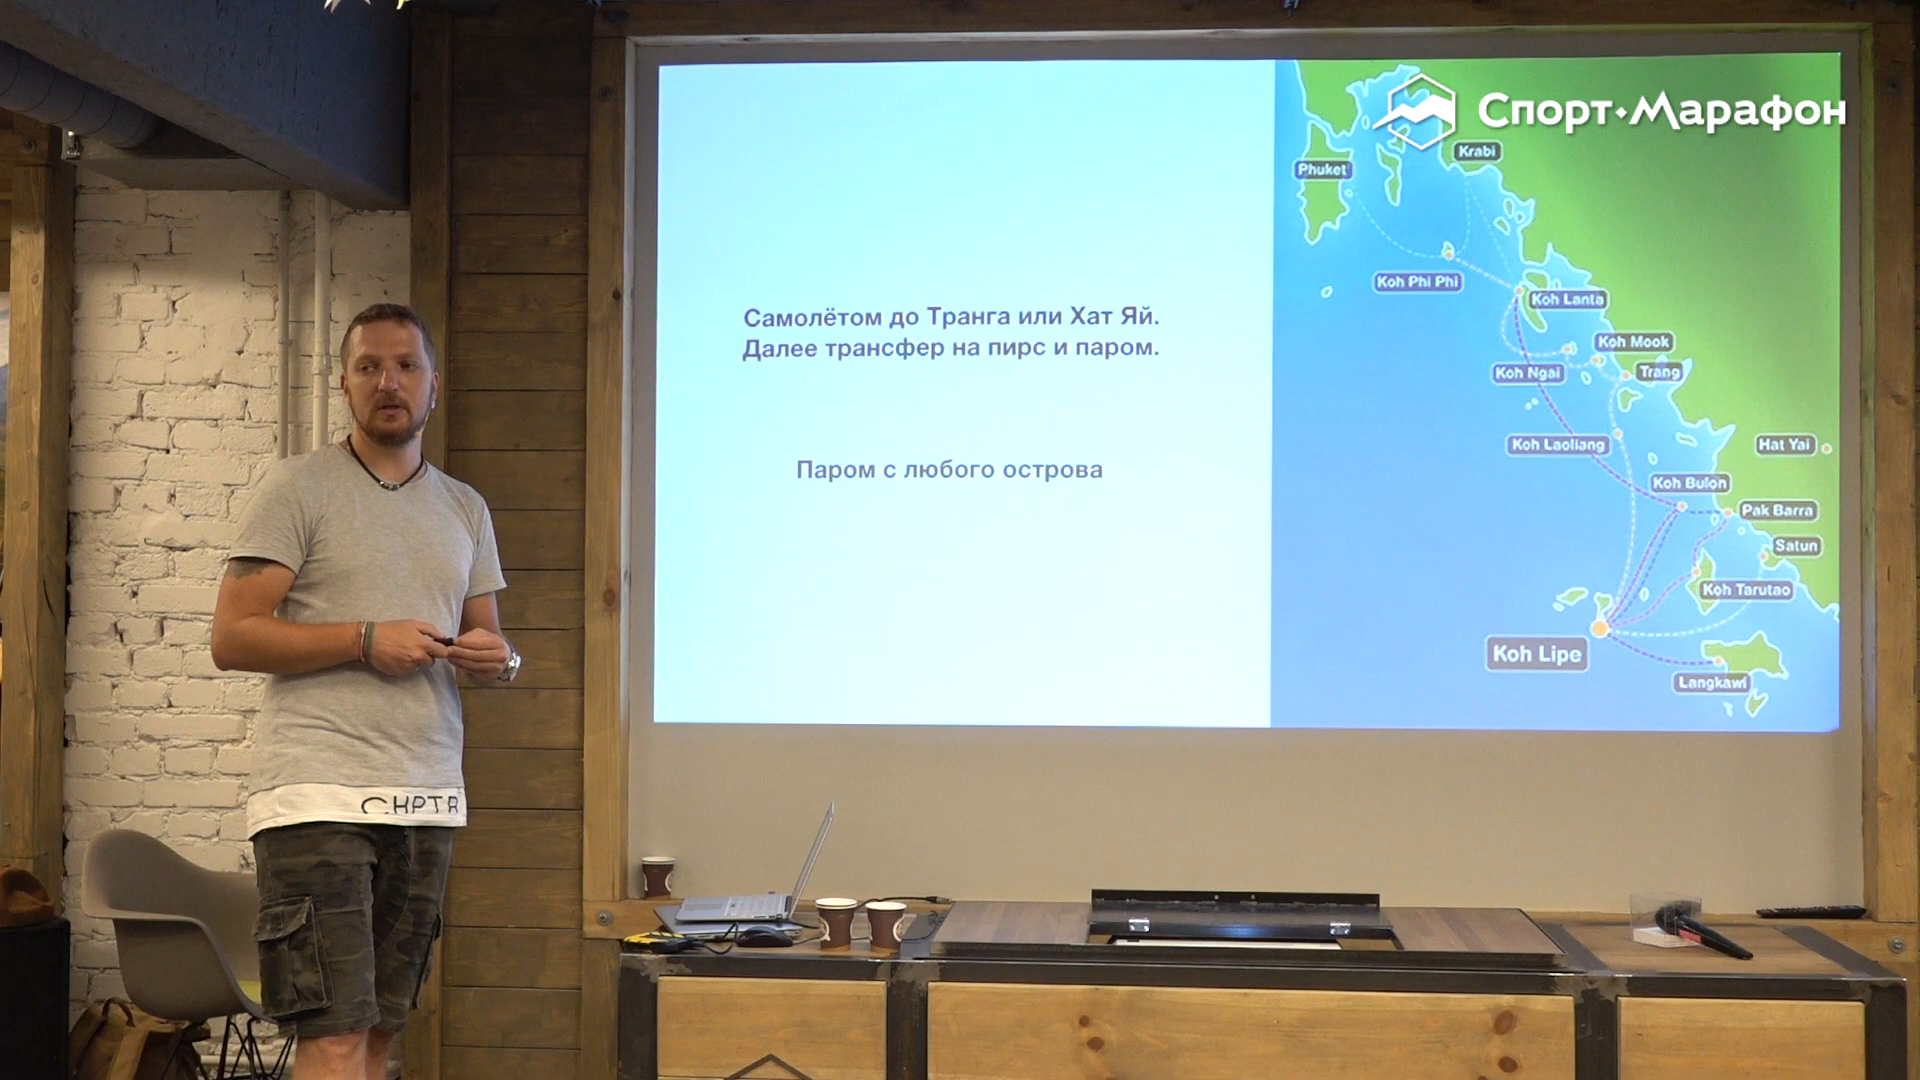 Спорт-Марафон
Самолётом до Транга или Хат Яй.
Далее трансфер на пирс и паром.
Паром с любого острова
Krabi
Phuket
Koh Phi Phi
Koh Lanta
Koh Mook
Koh Ngai
Trang
Koh Laoliang
Hat Yai
Koh Bulon
Pak Barra
Satun
Koh Tarutao
Koh Lipe
Langkawi
CHPTR